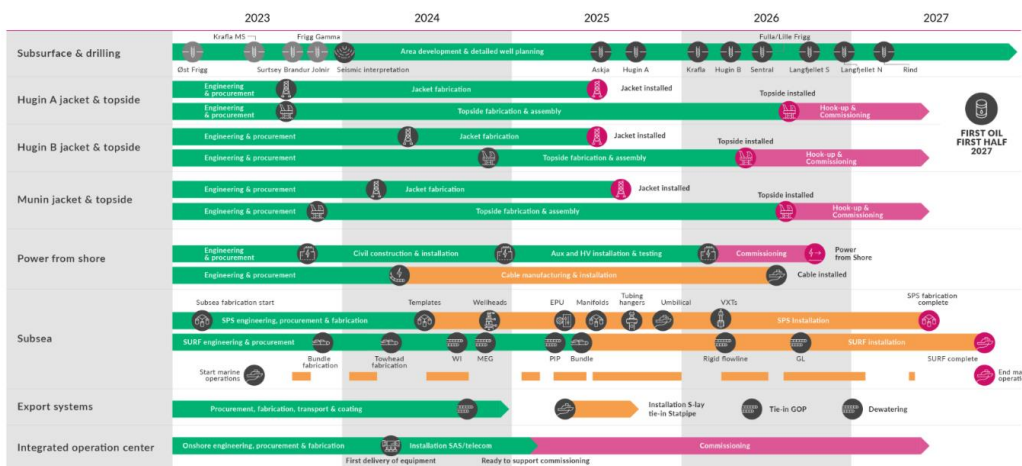 2023 2024 2025 2026 2027
Krafla MS Frigg Gamma Fulla/Lille Frigg
Subsurface & drilling Area development & detailed well planning
Øst Frigg Surtsey Brandur Jolnir Seismic interpretation Askja Hugin A Krafla Hugin B Sentral Langfjellet S Langfjellet N Rind
Hugin A jacket & topside
Engineering
& procurement Jacket fabrication Jacket installed
Topside installed
Engineering
& procurement Topside fabrication & assembly Hook-up &
Commissioning
FIRST OIL
FIRST HALF
2027
Hugin B jacket & topside
Engineering & procurement Jacket fabrication Jacket installed
Topside installed
Engineering & procurement Topside fabrication & assembly Hook-up &
Commissioning
Munin jacket & topside
Engineering & procurement Jacket fabrication Jacket installed
Topside installed
Engineering & procurement Topside fabrication & assembly Hook-up &
Commissioning
Power from shore
Engineering
& procurement Civil construction & installation Aux and HV installation & testing Commissioning Power
from Shore
Engineering & procurement Cable manufacturing & installation Cable installed
Subsea
Subsea fabrication start Templates Wellheads EPU Manifolds Tubing
hangers Umbilical VXTs SPS fabrication
complete
SPS engineering, procurement & fabrication SPS Installation
SURF engineering & procurement SURF installation
Bundle
fabrication Towhead
fabrication WI MEG PIP Bundle Rigid flowline GL SURF complete
Start marine
operations End ma
operati
Export systems
Procurement, fabrication, transport & coating Installation S-lay
tie-in Statpipe Tie-in GOP Dewatering
Integrated operation center
Onshore engineering, procurement & fabrication Installation SAS/telecom Commissioning
First delivery of equipment Ready to support commissioning